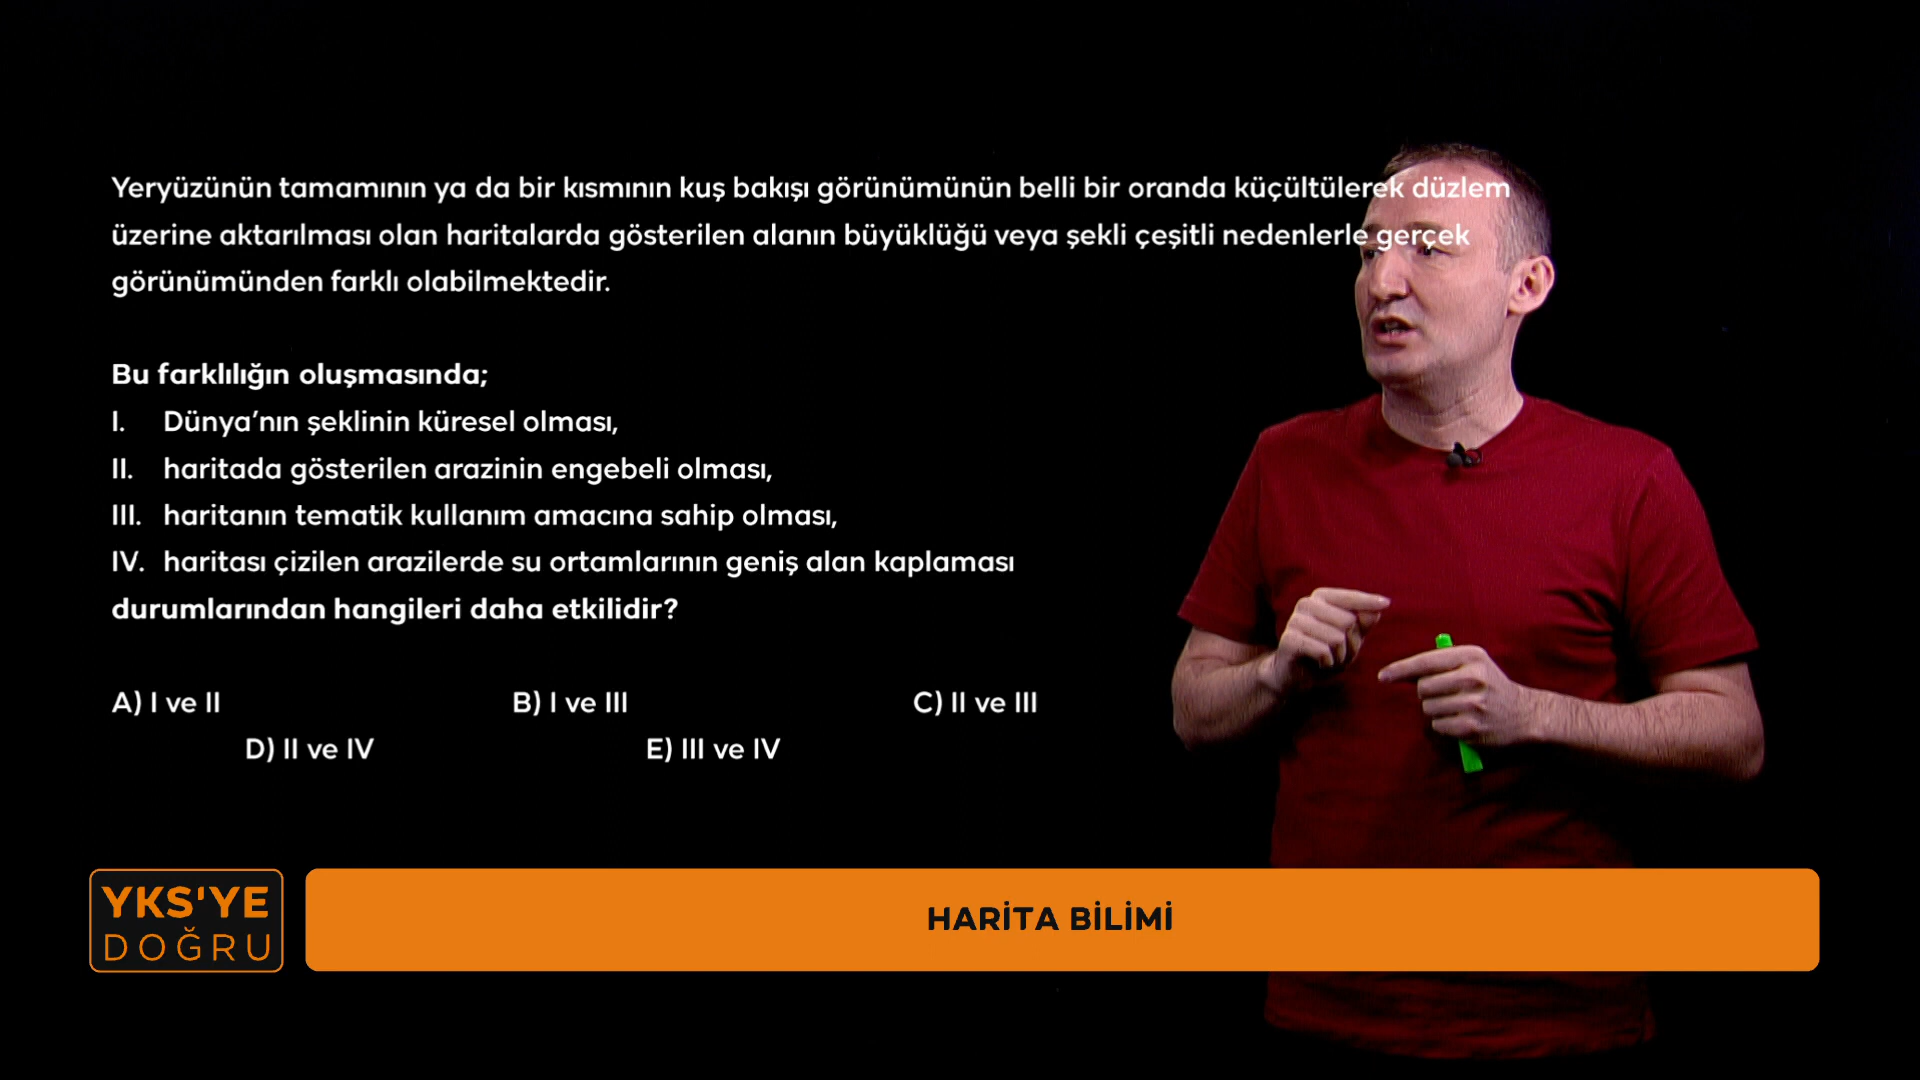 Yeryüzünün tamamının ya da bir kısmının kuş bakışı görünümünün belli bir oranda küçültülerek düzlem
üzerine aktarılması olan haritalarda gösterilen alanın büyüklüğü veya şekli çeşitli nedenlerle gerçek
görünümünden farklı olabilmektedir.
Bu farklılığın oluşmasında;
I. Dünya’nın şeklinin küresel olması,
II. haritada gösterilen arazinin engebeli olması,
III. haritanın tematik kullanım amacına sahip olması,
IV. haritası çizilen arazilerde su ortamlarının geniş alan kaplaması
durumlarından hangileri daha etkilidir?
A) I ve II B) I ve III C) II ve III
D) II ve IV E) III ve IV
YKS'YE
DOĞRU
HARİTA BİLİMİ